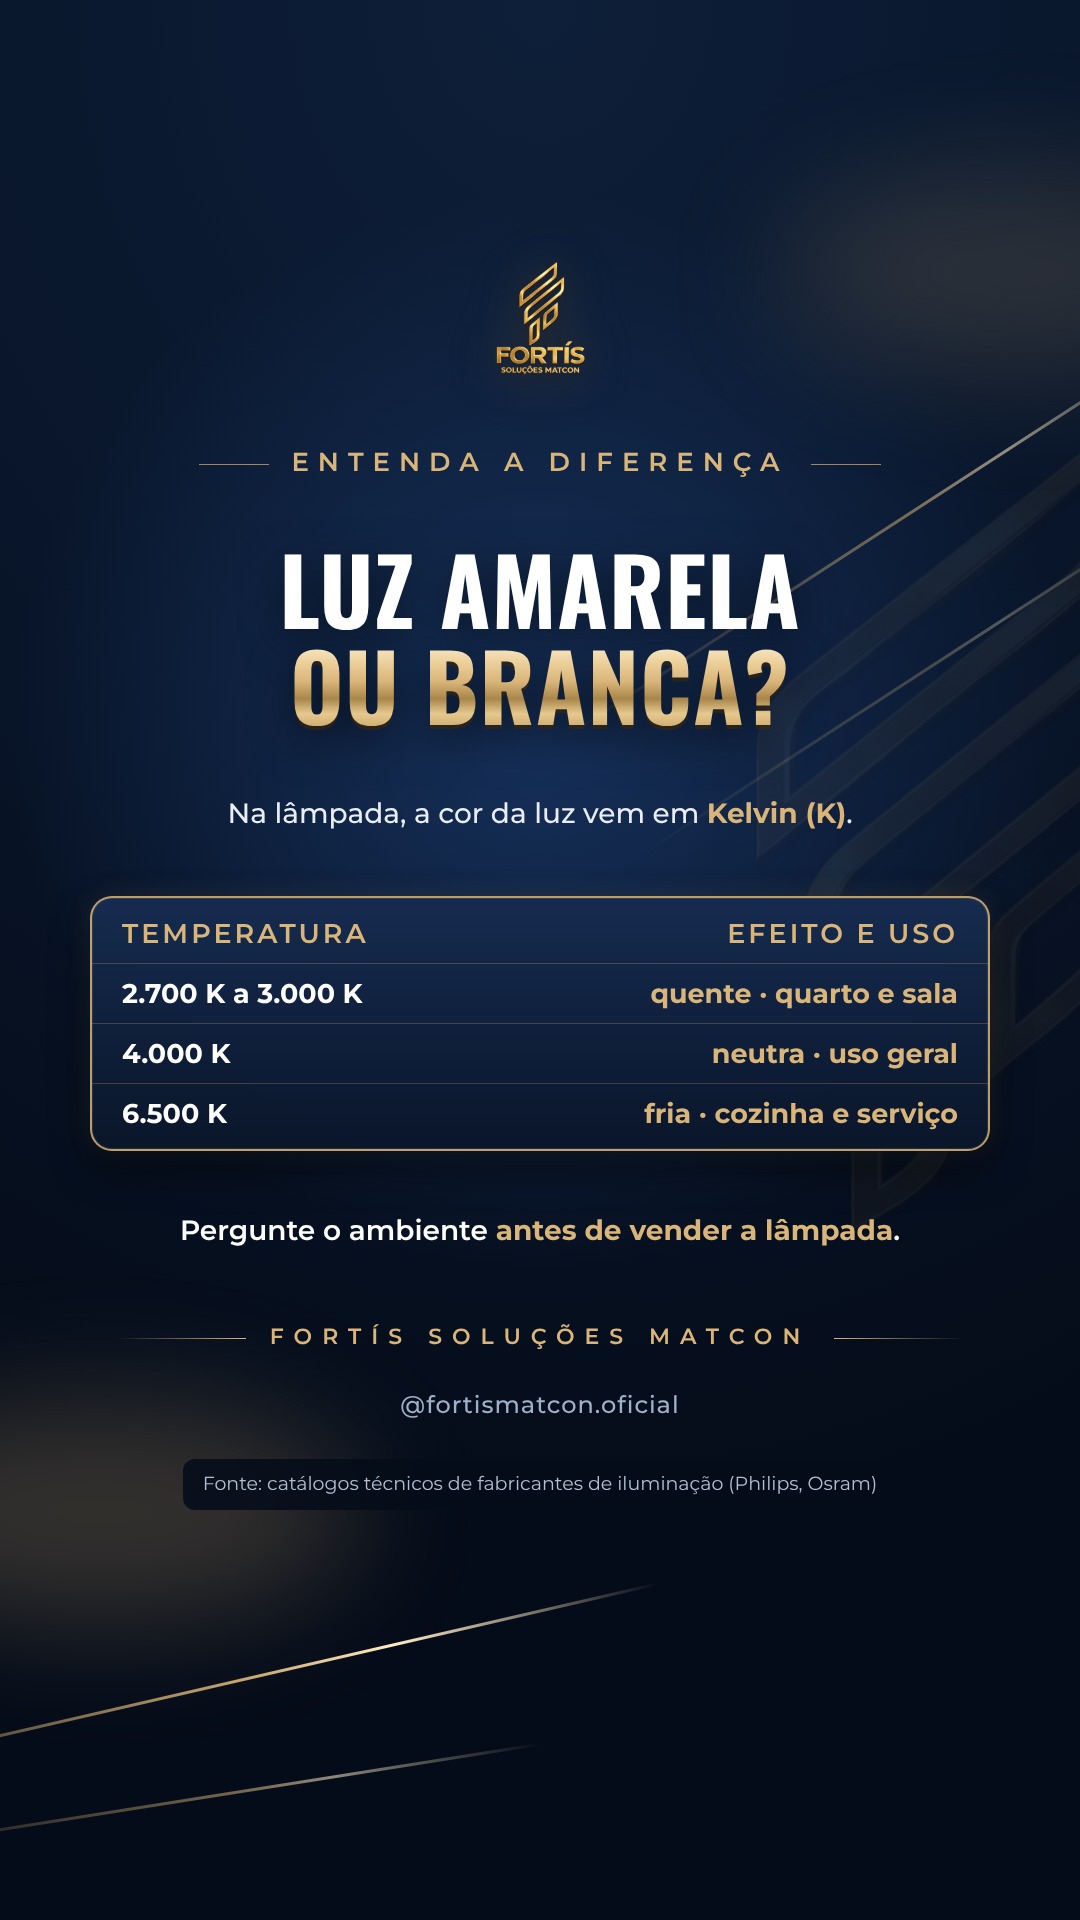 FORTÍS
SOLUÇÕES MATCON
ENTENDA A DIFERENÇA
LUZ AMARELA
OU BRANCA?
Na lâmpada, a cor da luz vem em Kelvin (K).
TEMPERATURA EFEITO E USO
2.700 K a 3.000 K quente · quarto e sala
4.000 K neutra · uso geral
6.500 K fria · cozinha e serviço
Pergunte o ambiente antes de vender a lâmpada.
FORTÍS SOLUÇÕES MATCON
@fortismatcon.oficial
Fonte: catálogos técnicos de fabricantes de iluminação (Philips, Osram)